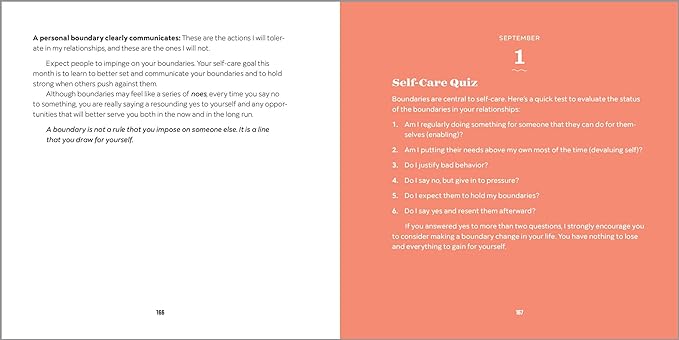 A personal boundary clearly communicates: These are the actions I will toler-
ate in my relationships, and these are the ones I will not.
Expect people to impinge on your boundaries. Your self-care goal this
month is to learn to better set and communicate your boundaries and to hold
strong when others push against them.
Although boundaries may feel like a series of noes, every time you say no
to something, you are really saying a resounding yes to yourself and any oppor-
tunities that will better serve you both in the now and in the long run.
A boundary is not a rule that you impose on someone else. It is a line
that you draw for yourself.
166
SEPTEMBER
1
Self-Care Quiz
Boundaries are central to self-care. Here's a quick test to evaluate the status
of the boundaries in your relationships:
1. Am I regularly doing something for someone that they can do for them-
selves (enabling)?
2. Am I putting their needs above my own most of the time (devaluing self)?
3. Do I justify bad behavior?
4. Do I say no, but give in to pressure?
5. Do I expect them to hold my boundaries?
6. Do I say yes and resent them afterward?
If you answered yes to more than two questions, I strongly encourage you
to consider making a boundary change in your life. You have nothing to lose
and everything to gain for yourself.
167